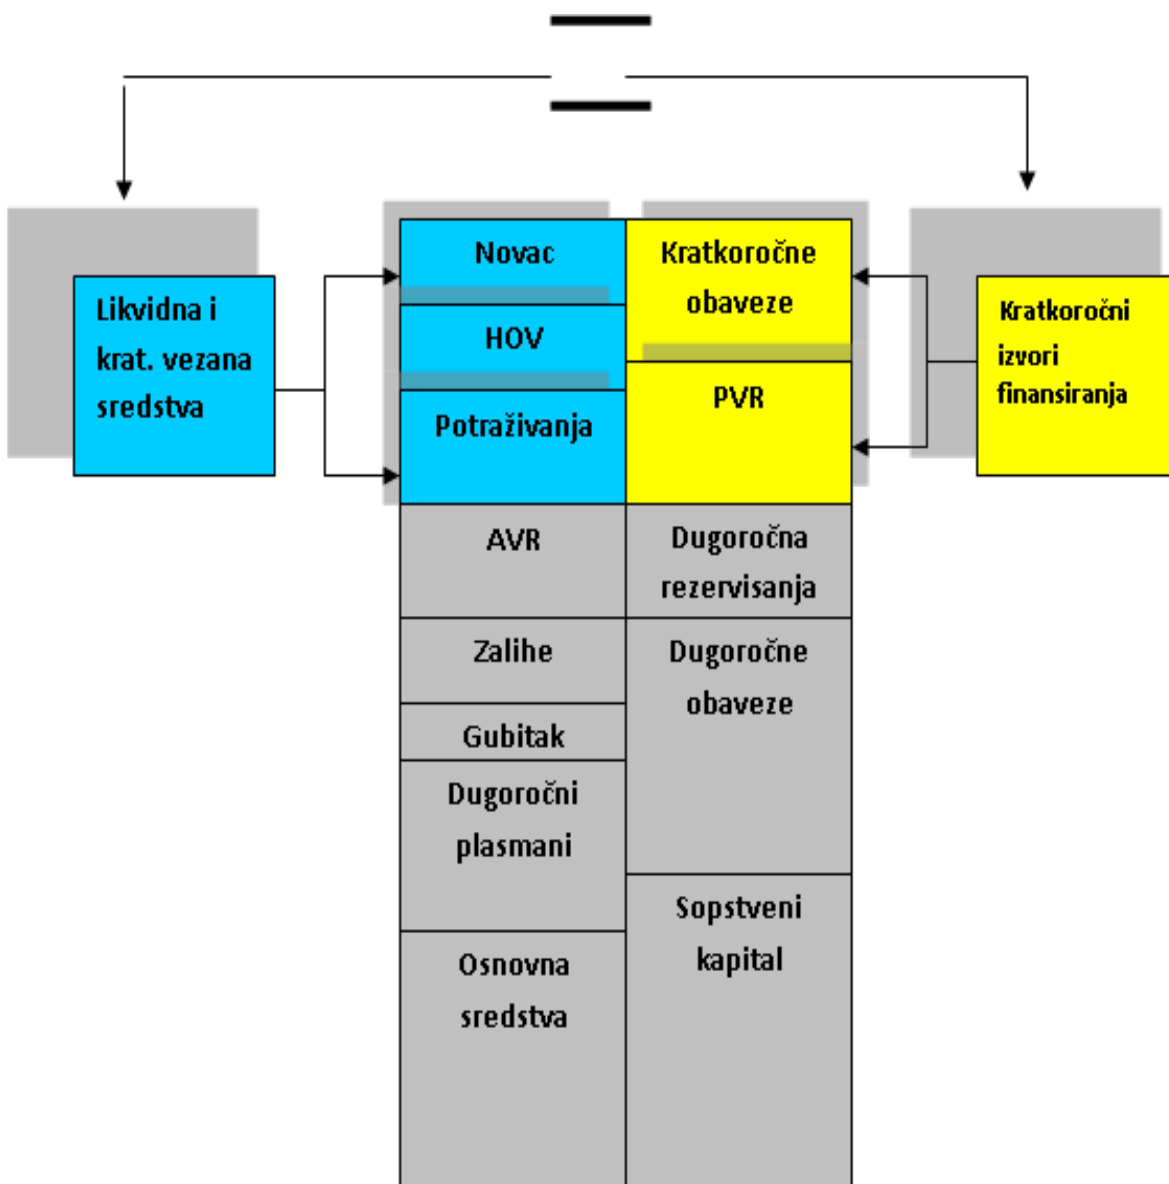 Likvidna i
krat. vezana
sredstva
Novac
HOV
Potraživanja
AVR
Zalihe
Gubitak
Dugoročni
plasmani
Osnovna
sredstva
Kratkoročne
obaveze
PVR
Dugoročna
rezervisanja
Dugoročne
obaveze
Sopstveni
kapital
Kratkoročni
izvori
finansiranja